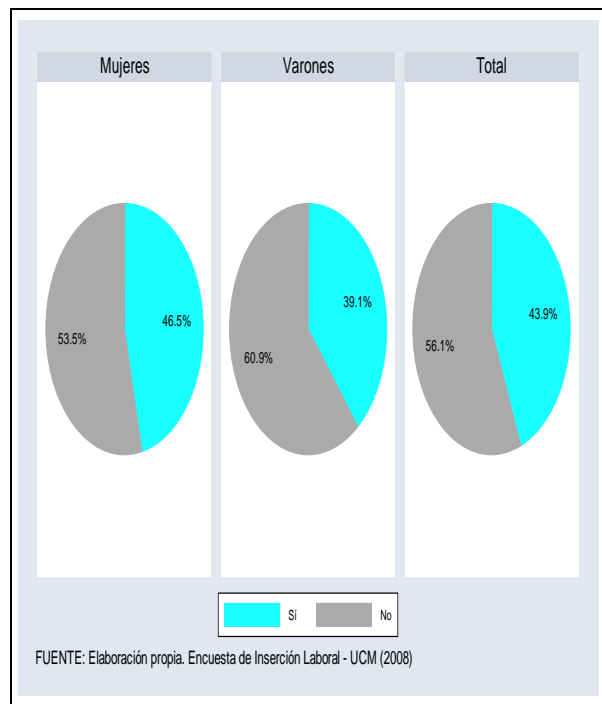 Mujeres
Varones
Total
46.5%
53.5%
39.1%
60.9%
43.9%
56.1%
Sí
No
FUENTE: Elaboración propia. Encuesta de Inserción Laboral - UCM (2008)